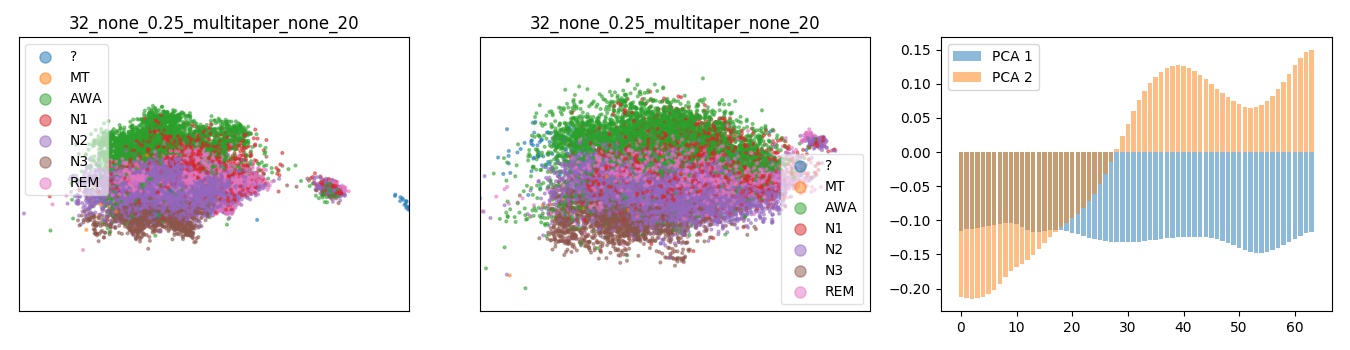 32_none_0.25_multitaper_none_20
?
MT
AWA
N1
N2
N3
REM
32_none_0.25_multitaper_none_20
?
MT
AWA
N1
N2
N3
REM
PCA 1
PCA 2
0.15
0.10
0.05
0.00
−0.05
−0.10
−0.15
−0.20
0 10 20 30 40 50 60